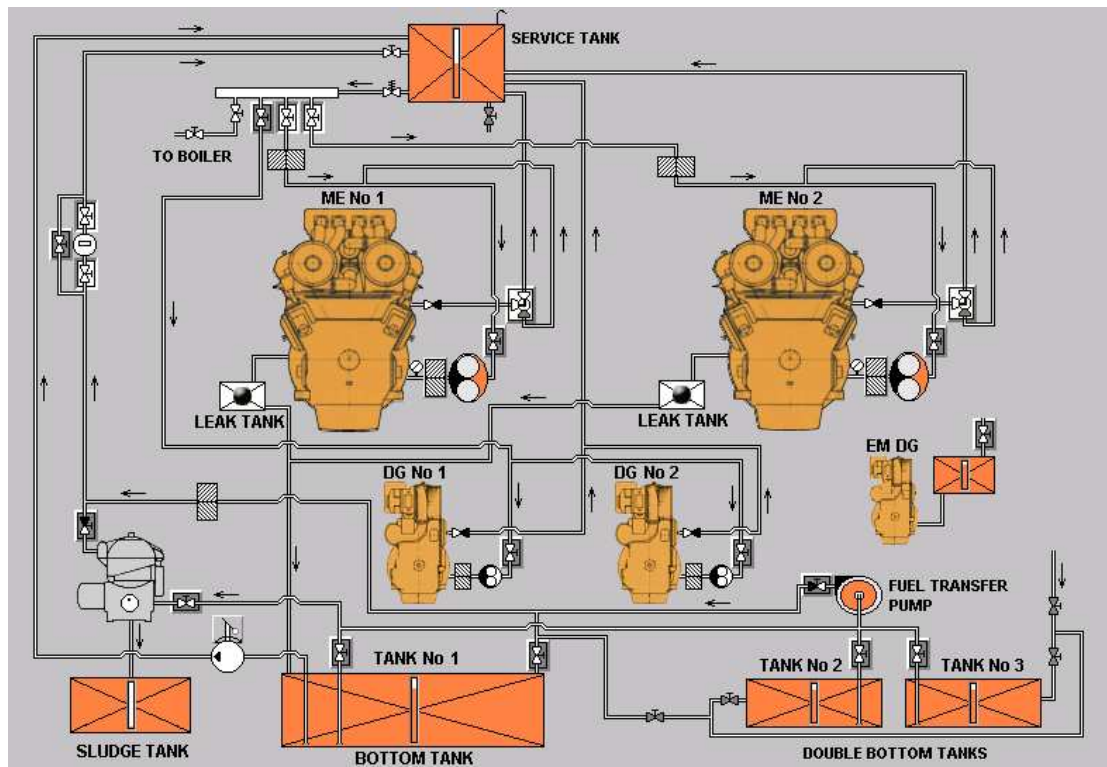 SERVICE TANK
TO BOILER
ME No 1
ME No 2
LEAK TANK
LEAK TANK
EM DG
DG No 1
DG No 2
FUEL TRANSFER
PUMP
TANK No 1
TANK No 2
TANK No 3
SLUDGE TANK
BOTTOM TANK
DOUBLE BOTTOM TANKS